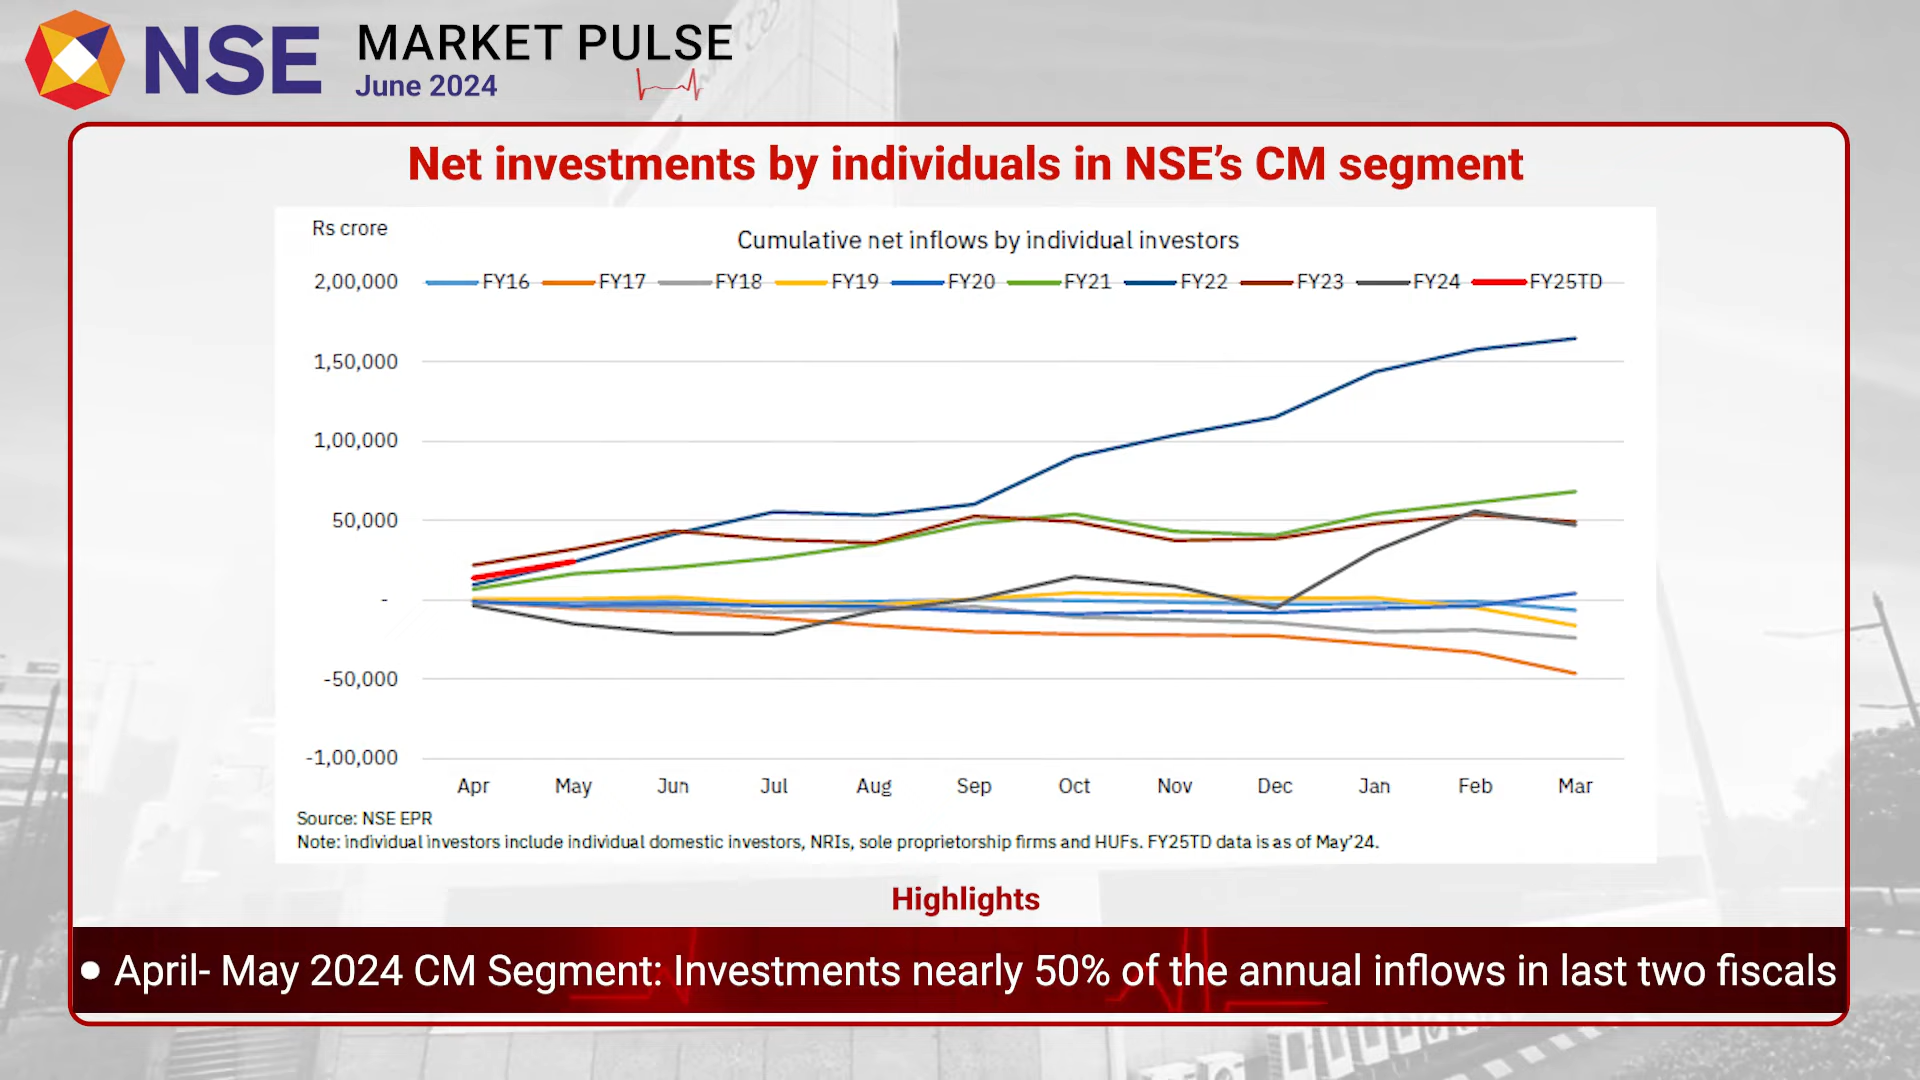 NSE
MARKET PULSE
June 2024
Net investments by individuals in NSE’s CM segment
Rs crore
Cumulative net inflows by individual investors
2,00,000
FY16 FY17 FY18 FY19 FY20 FY21 FY22 FY23 FY24 FY25TD
1,50,000
1,00,000
50,000
-
-50,000
-1,00,000
Apr May Jun Jul Aug Sep Oct Nov Dec Jan Feb Mar
Source: NSE EPR
Note: individual investors include individual domestic investors, NRIs, sole proprietorship firms and HUFs. FY25TD data is as of May’24.
Highlights
• April- May 2024 CM Segment: Investments nearly 50% of the annual inflows in last two fiscals